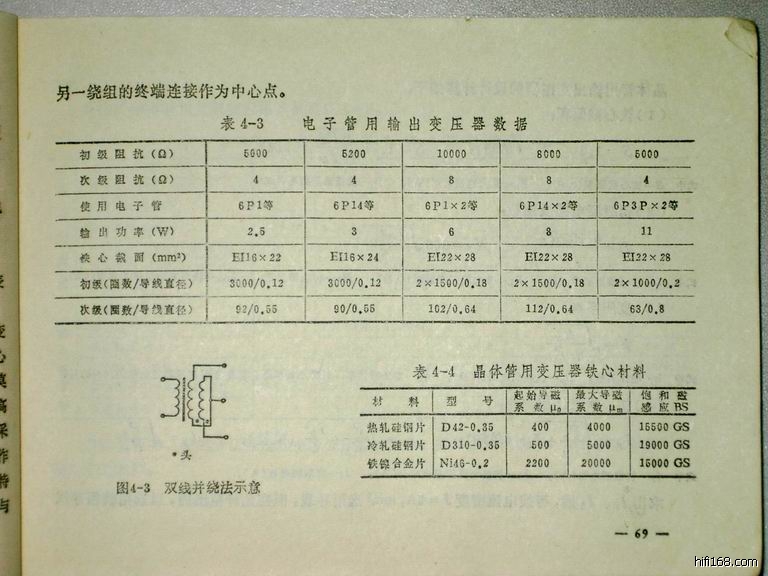 另一绕组的终端连接作为中心点。
表4-3 电子管用输出变压器数据
初级阻抗(Ω) 5000 5200 10000 8000 5000
次级阻抗(Ω) 4 4 8 8 4
使用电子管 6P1等 6P14等 6P1×2等 6P14×2等 6P3P×2等
输出功率(W) 2.5 3 6 8 11
铁心截面(mm²) EI16×22 EI16×24 EI22×28 EI22×28 EI22×28
初级(圈数/导线直径) 3000/0.12 3000/0.12 2×1500/0.18 2×1500/0.18 2×1000/0.2
次级(圈数/导线直径) 92/0.55 90/0.55 102/0.64 112/0.64 63/0.8
表4-4 晶体管用变压器铁心材料
材料 型号 起始导磁 最大导磁 饱和磁
系数μa 系数μm 感应BS
热轧硅钢片 D42-0.35 400 4000 15500GS
冷轧硅钢片 D310-0.35 500 5000 19000GS
铁镍合金片 Ni46-0.2 2200 20000 15000GS
*头
图4-3 双线并绕法示意
— 69 —
hifi168.com